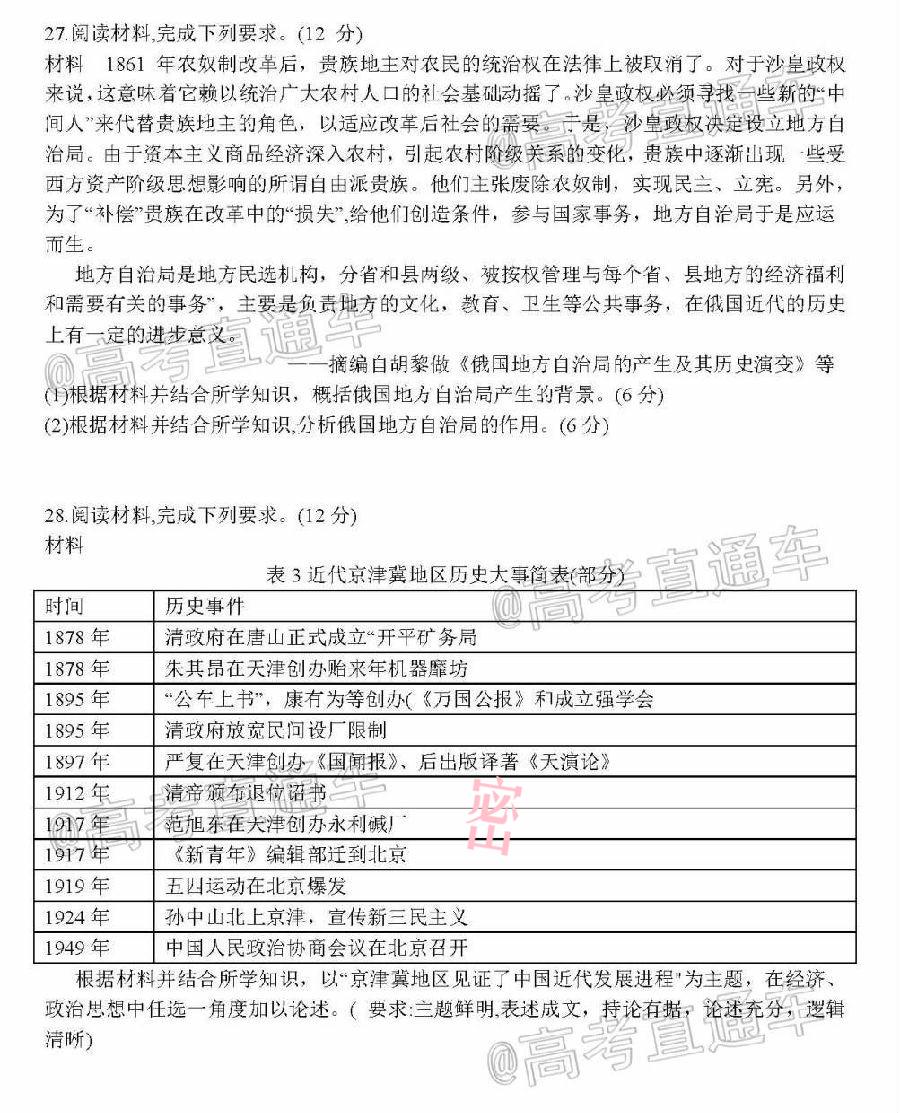 27.阅读材料,完成下列要求。(12 分)
材料 1861 年农奴制改革后，贵族地主对农民的统治权在法律上被取消了。对于沙皇政权
来说，这意味着它赖以统治广大农村人口的社会基础动摇了。沙皇政权必须寻找一些新的“中
间人”来代替贵族地主的角色，以适应改革后社会的需要。于是，沙皇政权决定设立地方自
治局。由于资本主义商品经济深入农村，引起农村阶级关系的变化，贵族中逐渐出现一些受
西方资产阶级思想影响的所谓自由派贵族。他们主张废除农奴制，实现民主、立宪。另外，
为了“补偿”贵族在改革中的“损失”,给他们创造条件，参与国家事务，地方自治局于是应运
而生。
地方自治局是地方民选机构，分省和县两级、被按权管理与每个省、县地方的经济福利
和需要有关的事务”，主要是负责地方的文化，教育、卫生等公共事务，在俄国近代的历史
上有一定的进步意义。
——摘编自胡黎做《俄国地方自治局的产生及其历史演变》等
(1)根据材料并结合所学知识，概括俄国地方自治局产生的背景。(6 分)
(2)根据材料并结合所学知识,分析俄国地方自治局的作用。(6 分)
28.阅读材料,完成下列要求。(12 分)
材料
表 3 近代京津冀地区历史大事简表(部分)
时间 历史事件
1878 年 清政府在唐山正式成立“开平矿务局
1878 年 朱其昂在天津创办贻来年机器靡坊
1895 年 “公车上书”，康有为等创办(《万国公报》和成立强学会
1895 年 清政府放宽民间设厂限制
1897 年 严复在天津创办《国闻报》、后出版译著《天演论》
1912 年 清帝颁布退位诏书
1917 年 范旭东在天津创办永利碱厂
1917 年 《新青年》编辑部迁到北京
1919 年 五四运动在北京爆发
1924 年 孙中山北上京津，宣传新三民主义
1949 年 中国人民政治协商会议在北京召开
密
出
根据材料并结合所学知识，以“京津冀地区见证了中国近代发展进程"为主题，在经济、
政治思想中任选一角度加以论述。( 要求:主题鲜明,表述成文，持论有据，论述充分，逻辑
清晰)
@高考直通车
@高考直通车
@高考直通车
@高考直通车
@高考直通车